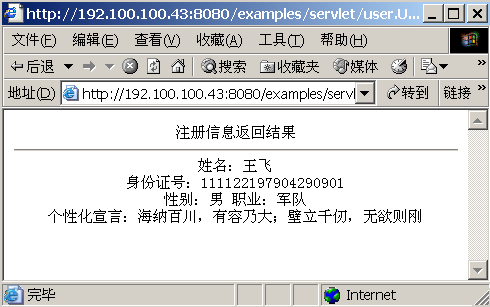 http://192.100.100.43:8080/examples/servlet/user.U...
文件(F) 编辑(E) 查看(V) 收藏(A) 工具(T) 帮助(H) »
后退 搜索 收藏夹 媒体 »
地址(D) http://192.100.100.43:8080/examples/servl 转到 链接 »
注册信息返回结果
姓名：王飞
身份证号：111122197904290901
性别：男 职业：军队
个性化宣言：海纳百川，有容乃大；壁立千仞，无欲则刚
完毕 Internet